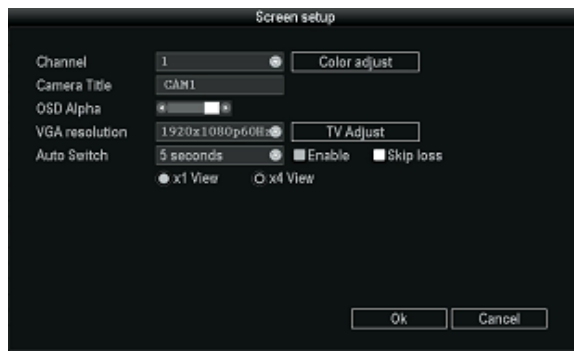 Screen setup
Channel 1 Color adjust
Camera Title CAM1
OSD Alpha
VGA resolution 1920x1080p60Hz TV Adjust
Auto Switch 5 seconds Enable Skip loss
x1 View x4 View
Ok Cancel